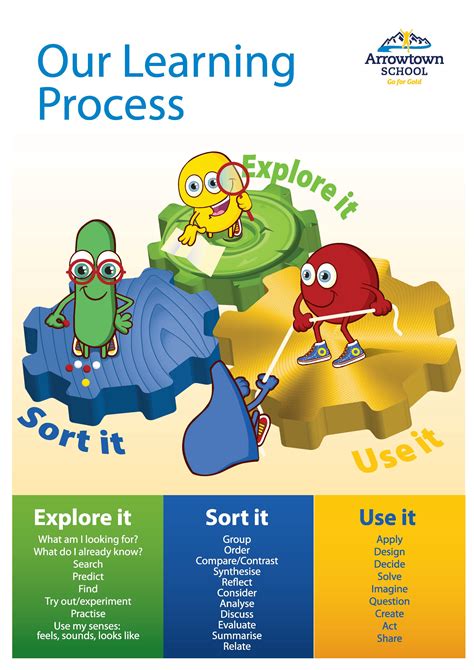 Our Learning
Process
Arrowtown
SCHOOL
Go for Gold
Explore it
Sort it
Use it
Explore it
What am I looking for?
What do I already know?
Search
Predict
Find
Try out/experiment
Practise
Use my senses:
feels, sounds, looks like
Sort it
Group
Order
Compare/Contrast
Synthesise
Reflect
Consider
Analyse
Discuss
Evaluate
Summarise
Relate
Use it
Apply
Design
Decide
Solve
Imagine
Question
Create
Act
Share